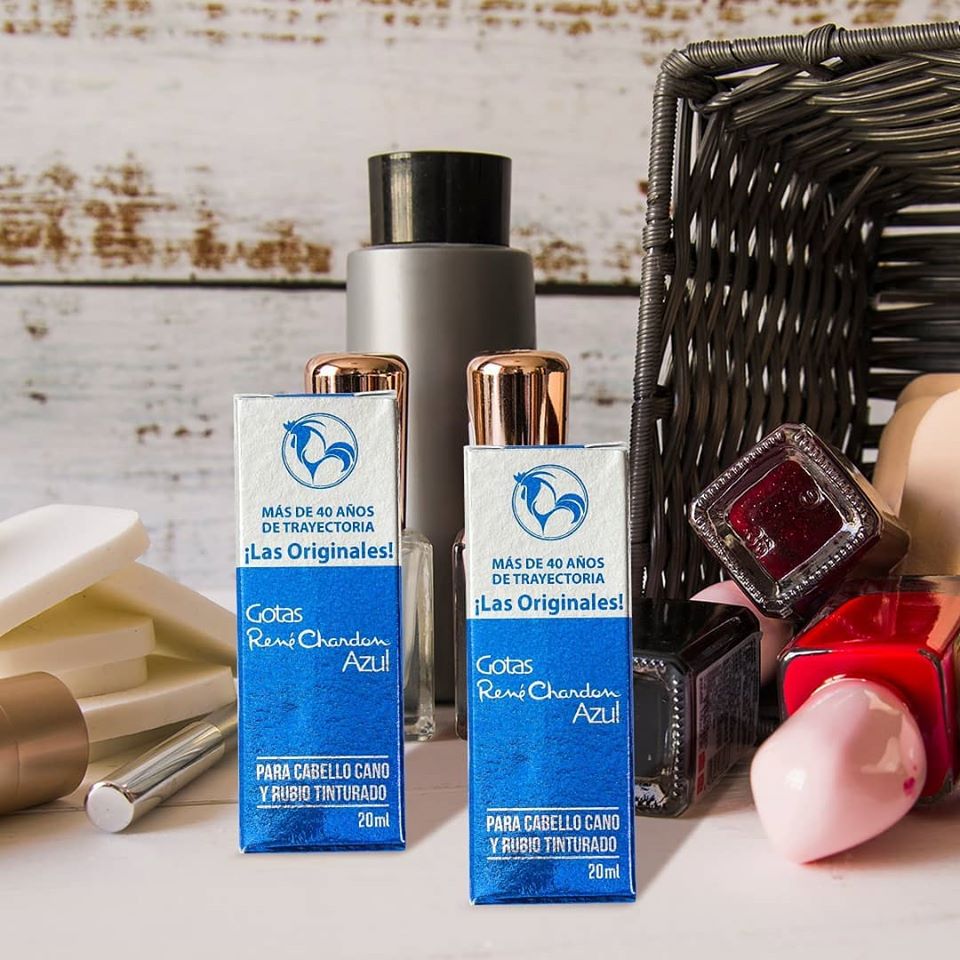 MÁS DE 40 AÑOS
DE TRAYECTORIA
¡Las Originales!
Gotas
René Chardon
Azul
PARA CABELLO CANO
Y RUBIO TINTURADO
20ml
MÁS DE 40 AÑOS
DE TRAYECTORIA
¡Las Originales!
Gotas
René Chardon
Azul
PARA CABELLO CANO
Y RUBIO TINTURADO
20ml